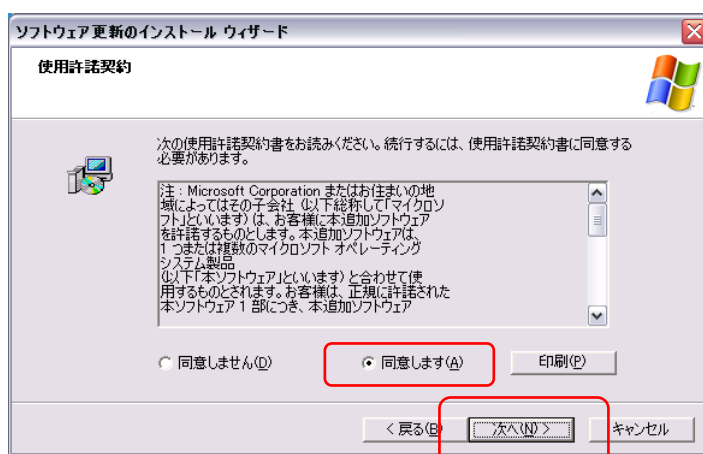 ソフトウェア更新のインストール ウィザード
使用許諾契約
次の使用許諾契約書をお読みください。続行するには、使用許諾契約書に同意する
必要があります。
注 : Microsoft Corporation またはお住まいの地
域によってはその子会社 (以下総称して「マイクロソ
フト」といいます) は、お客様に本追加ソフトウェア
を許諾するものとします。本追加ソフトウェアは、
1 つまたは複数のマイクロソフト オペレーティング
システム製品
(以下「本ソフトウェア」といいます) と合わせて使
用するものとされます。お客様は、正規に許諾された
本ソフトウェア 1 部につき、本追加ソフトウェア
同意しません(D) 同意します(A) 印刷(P)
< 戻る(B) 次へ(N) > キャンセル